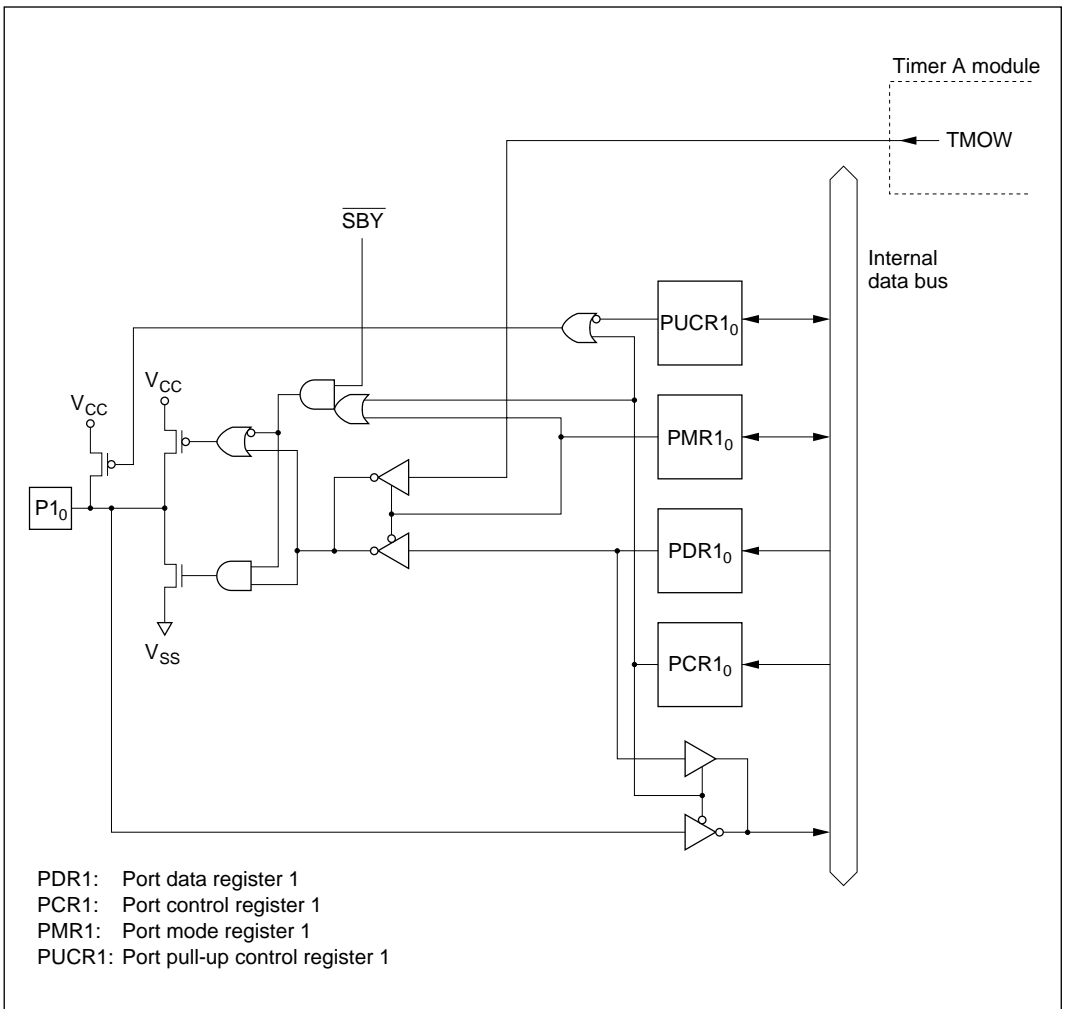 Timer A module
TMOW
SBY
Internal
data bus
PUCR1₀
V_CC
V_CC
PMR1₀
P1₀
PDR1₀
V_SS
PCR1₀
PDR1: Port data register 1
PCR1: Port control register 1
PMR1: Port mode register 1
PUCR1: Port pull-up control register 1